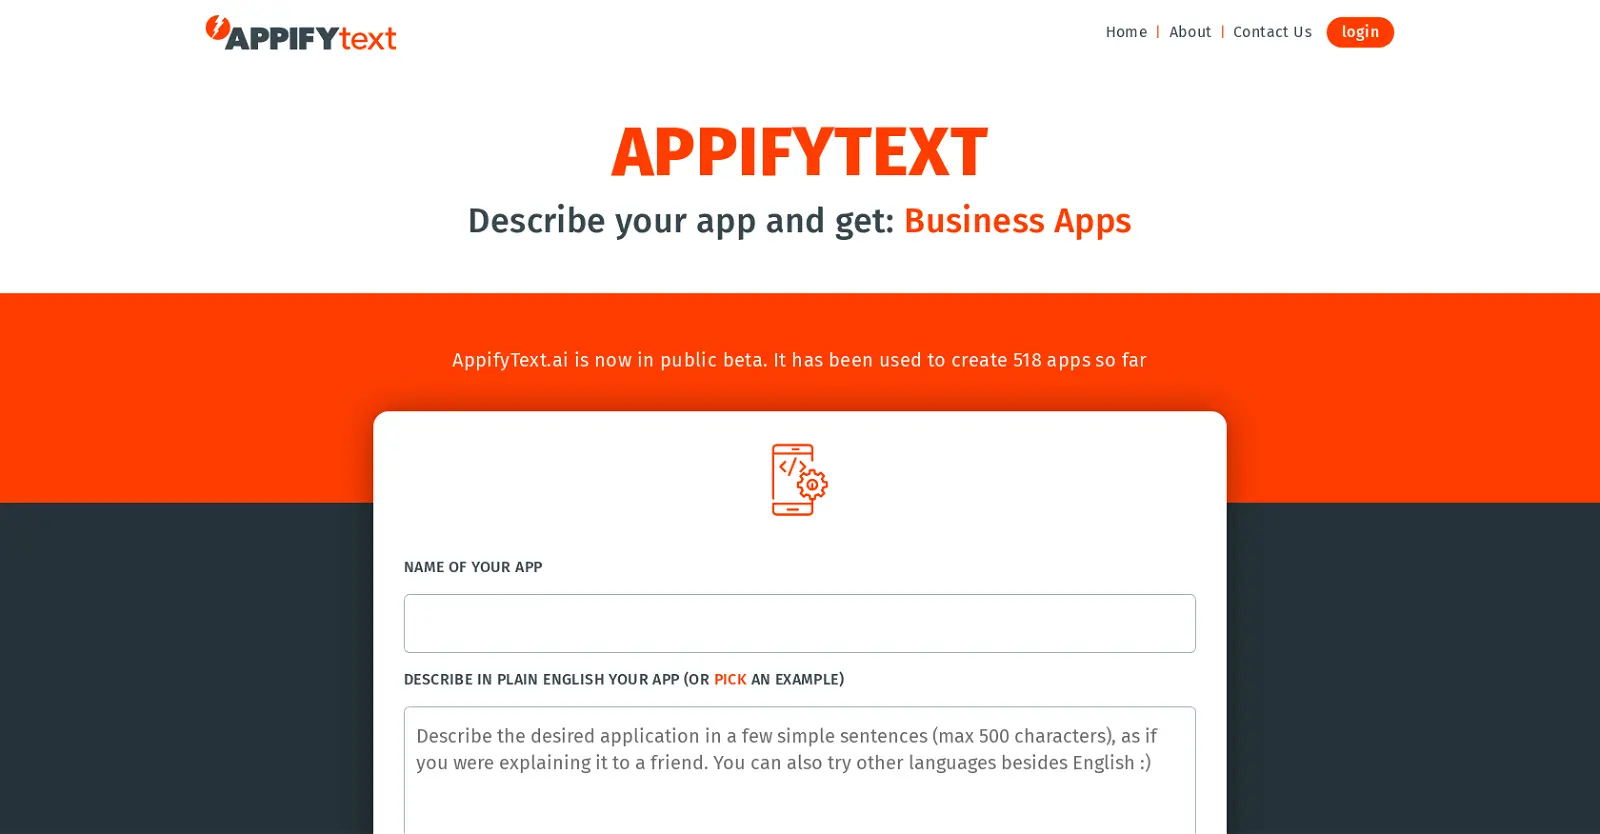 APPIFYtext
Home | About | Contact Us login
APPIFYTEXT
Describe your app and get: Business Apps
AppifyText.ai is now in public beta. It has been used to create 518 apps so far
NAME OF YOUR APP
DESCRIBE IN PLAIN ENGLISH YOUR APP (OR PICK AN EXAMPLE)
Describe the desired application in a few simple sentences (max 500 characters), as if
you were explaining it to a friend. You can also try other languages besides English :)